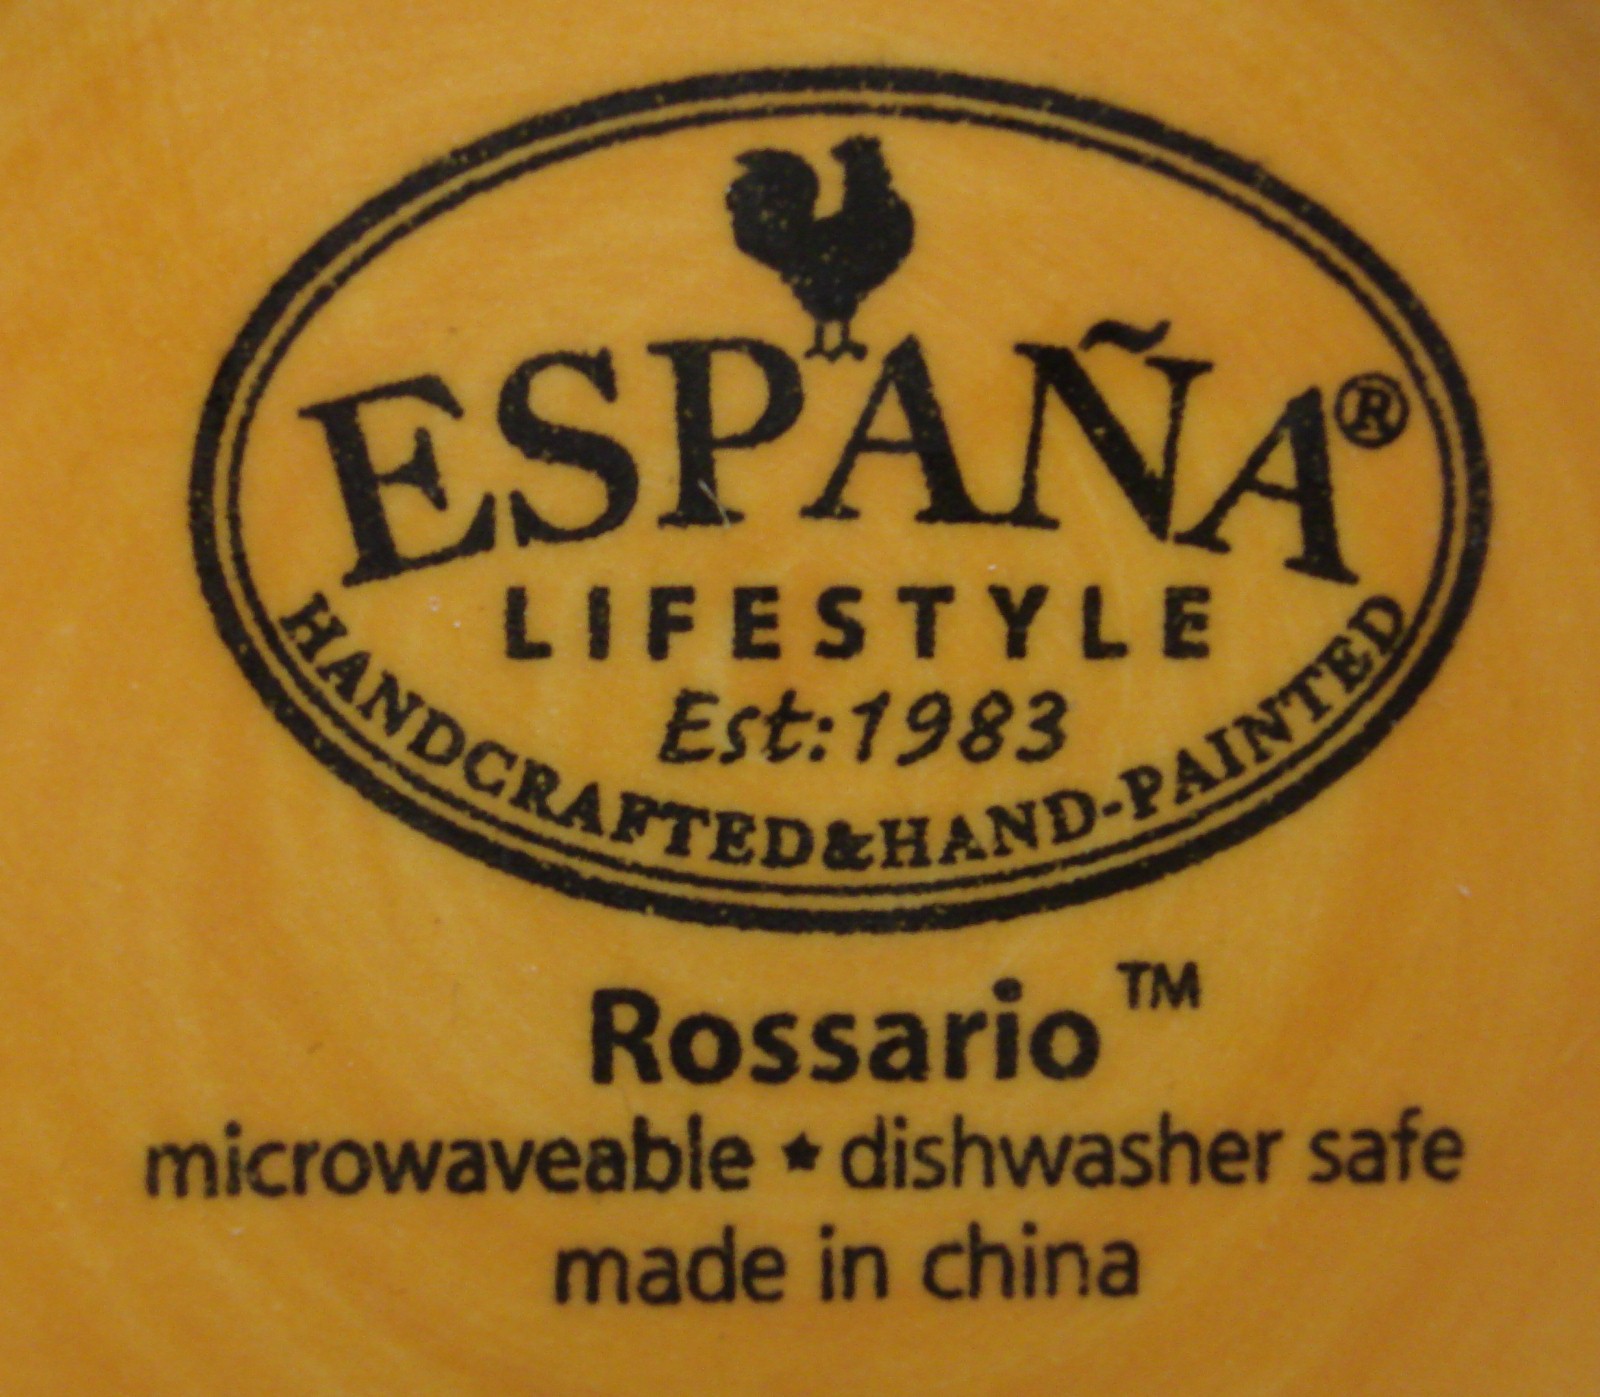 ESPAÑA®
LIFESTYLE
Est:1983
HANDCRAFTED&HAND-PAINTED
Rossario™
microwaveable ★ dishwasher safe
made in china